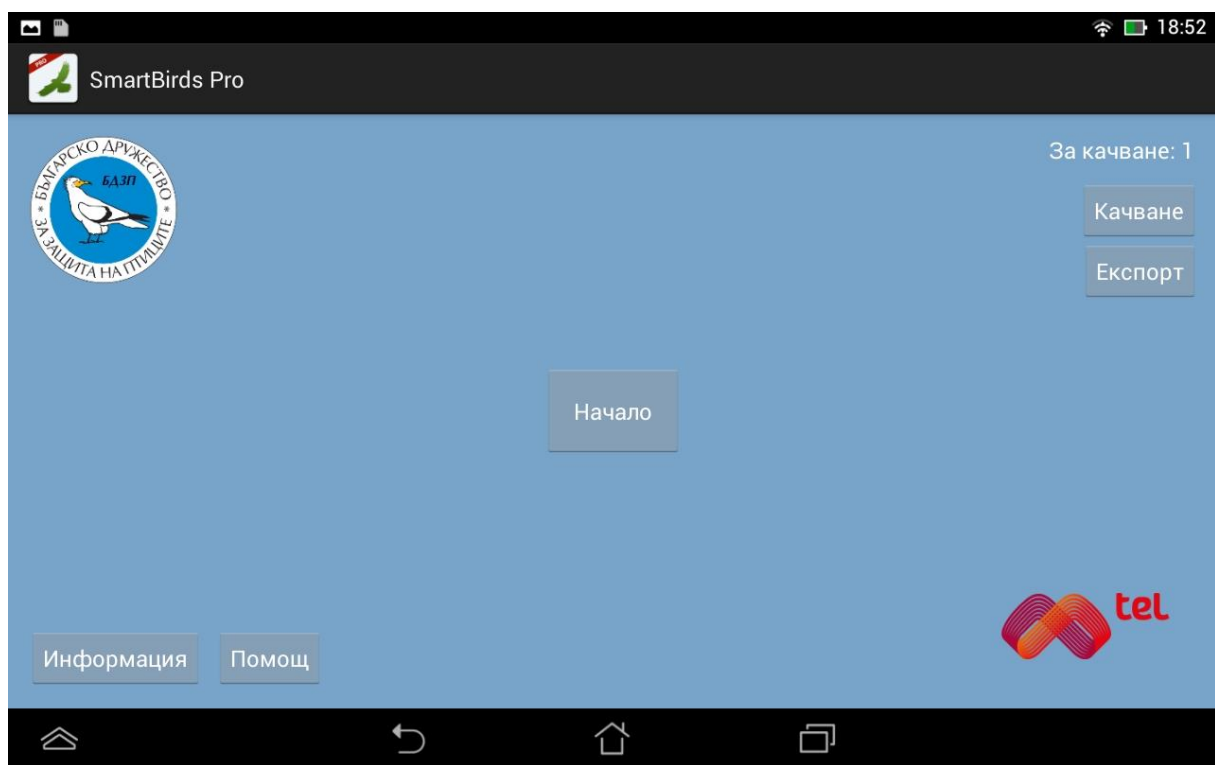 18:52
SmartBirds Pro
БЪЛГАРСКО ДРУЖЕСТВО * ЗА ЗАЩИТА НА ПТИЦИТЕ *
БДЗП
За качване: 1
Качване
Експорт
Начало
tel
Информация
Помощ